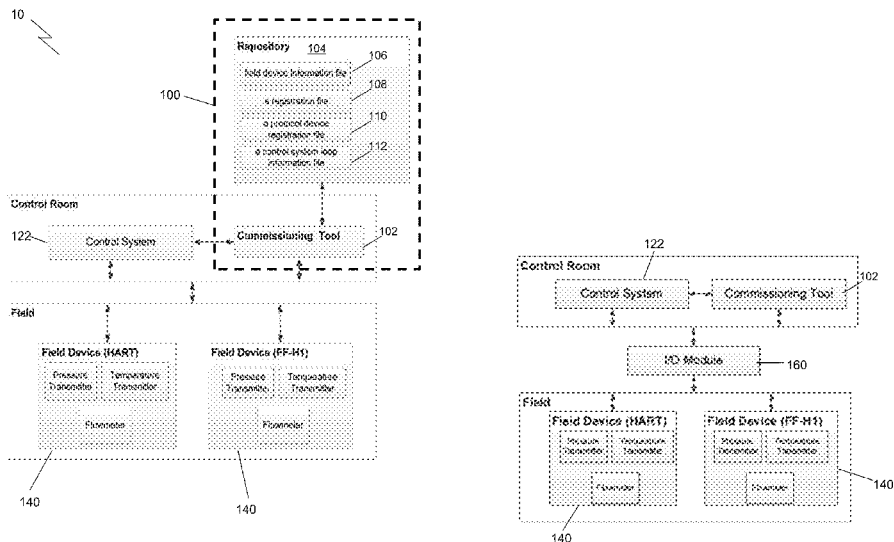 10
Repository 104
106
field device information file
108
100
a registration file
110
a protocol device
registration file
112
a control system loop
information file
Control Room
122
Control System
Commissioning Tool
102
Field
Field Device (HART)
Field Device (FF-H1)
Pressure
Transmitter
Temperature
Transmitter
Pressure
Transmitter
Temperature
Transmitter
Flowmeter
Flowmeter
140
140
122
Control Room
102
Control System
Commissioning Tool
I/O Module
160
Field
Field Device (HART)
Field Device (FF-H1)
Pressure
Transmitter
Temperature
Transmitter
Pressure
Transmitter
Temperature
Transmitter
Flowmeter
Flowmeter
140
140